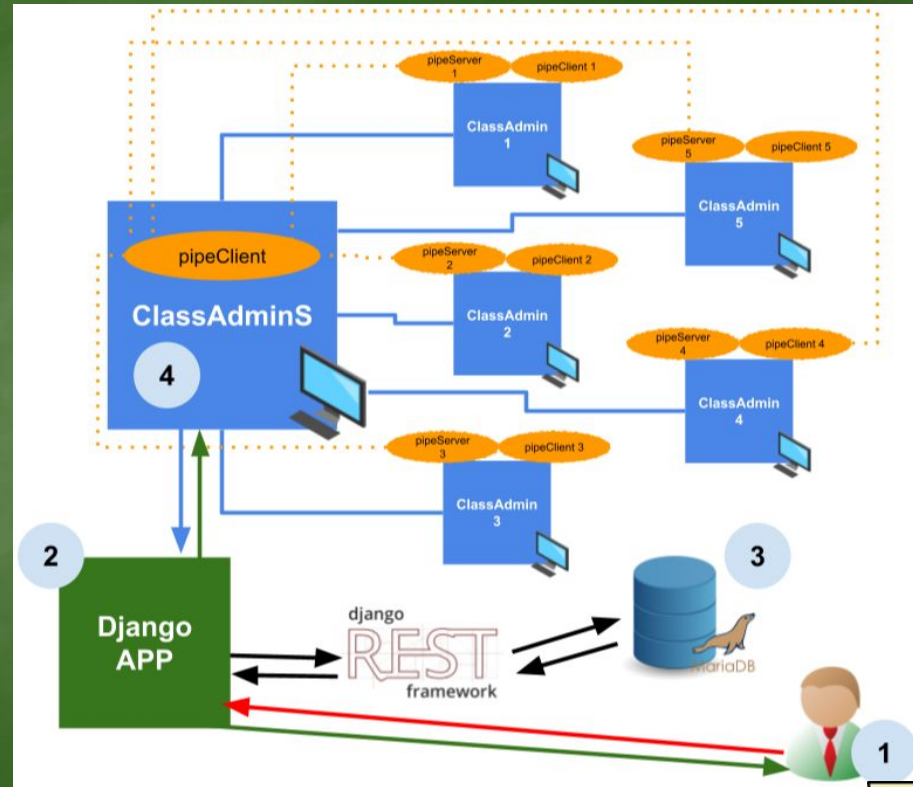 pipeServer
1
pipeClient 1
ClassAdmin
1
pipeServer
5
pipeClient 5
ClassAdmin
5
pipeClient
ClassAdminS
4
pipeServer
2
pipeClient 2
ClassAdmin
2
pipeServer
4
pipeClient 4
ClassAdmin
4
pipeServer
3
pipeClient 3
ClassAdmin
3
2
Django
APP
django
REST
framework
3
MariaDB
1